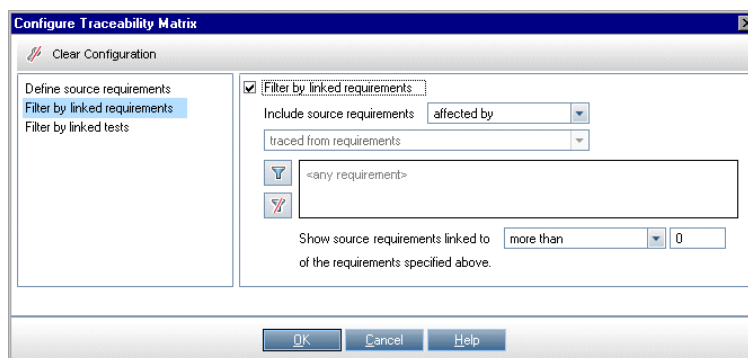 Configure Traceability Matrix
Clear Configuration
Define source requirements
Filter by linked requirements
Filter by linked tests
Filter by linked requirements
Include source requirements affected by
traced from requirements
<any requirement>
Show source requirements linked to more than 0
of the requirements specified above.
OK Cancel Help